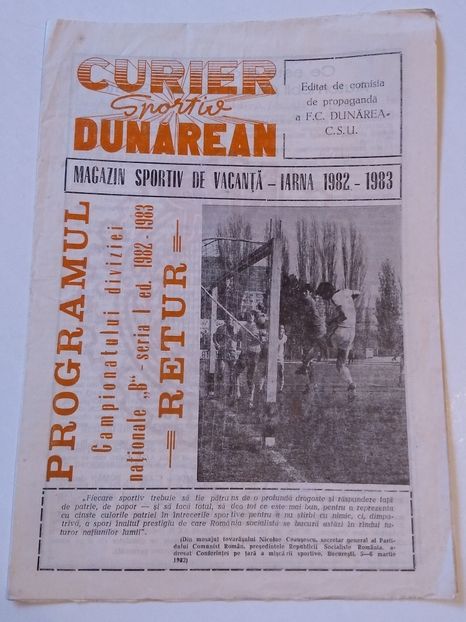 CURIER
Sportiv
DUNĂREAN
Editat de comisia
de propagandă
a F.C. DUNĂREA-
C.S.U.
MAGAZIN SPORTIV DE VACANȚĂ – IARNA 1982 - 1983
PROGRAMUL
Campionatului diviziei
naționale „B" - seria I ed. 1982 - 1983
RETUR
„Fiecare sportiv trebuie să fie pătruns de o profundă dragoste și răspundere față
de patrie, de popor — și să facă totul, să dea tot ce este mai bun, pentru a reprezenta
cu cinste culorile patriei în întrecerile sportive pentru a nu știrbi cu nimic, ci, dimpo-
trivă, a spori înaltul prestigiu de care România socialistă se bucură astăzi în rîndul tu-
turor națiunilor lumii".
(Din mesajul tovarășului Nicolae Ceaușescu, secretar general al Parti-
dului Comunist Român, președintele Republicii Socialiste România, a-
dresat Conferinței pe țară a mișcării sportive, București, 5—6 martie
1982)